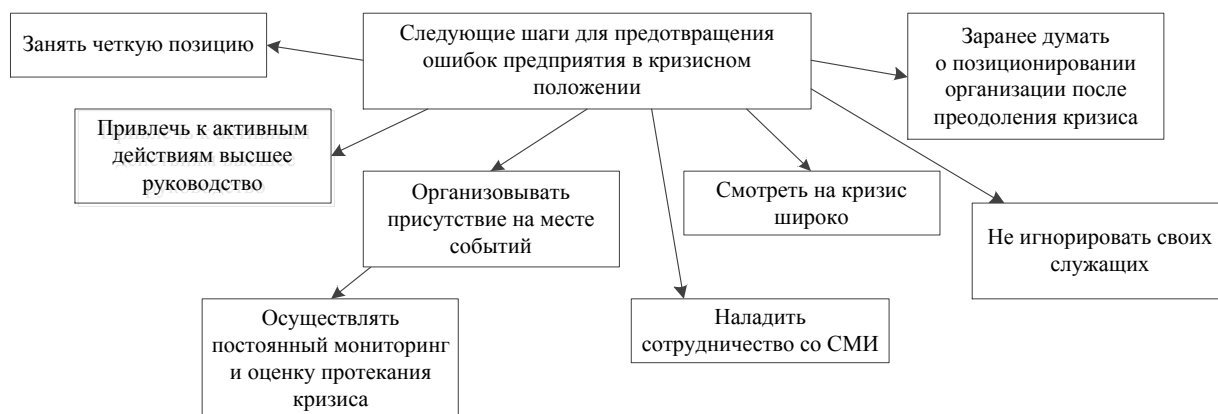 Занять четкую позицию
Следующие шаги для предотвращения
ошибок предприятия в кризисном
положении
Заранее думать
о позиционировании
организации после
преодоления кризиса
Привлечь к активным
действиям высшее
руководство
Организовывать
присутствие на месте
событий
Смотреть на кризис
широко
Не игнорировать своих
служащих
Осуществлять
постоянный мониторинг
и оценку протекания
кризиса
Наладить
сотрудничество со СМИ